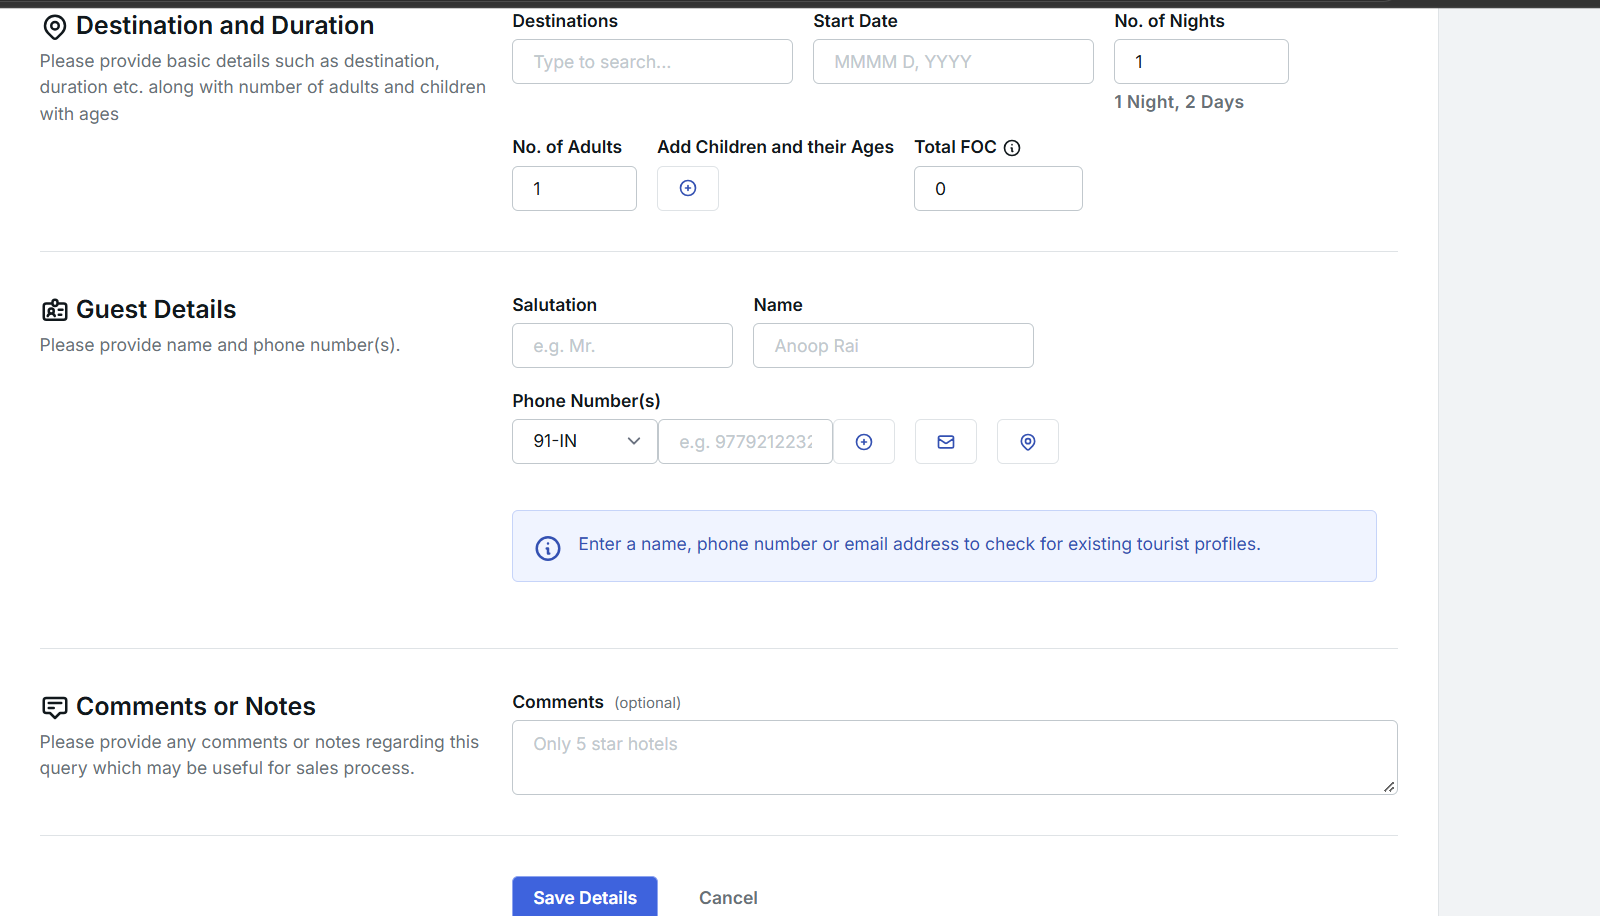 Destination and Duration
Please provide basic details such as destination,
duration etc. along with number of adults and children
with ages
Destinations
Type to search...
Start Date
MMMM D, YYYY
No. of Nights
1
1 Night, 2 Days
No. of Adults
1
Add Children and their Ages
Total FOC
0
Guest Details
Please provide name and phone number(s).
Salutation
e.g. Mr.
Name
Anoop Rai
Phone Number(s)
91-IN
e.g. 9779212232
Enter a name, phone number or email address to check for existing tourist profiles.
Comments or Notes
Please provide any comments or notes regarding this
query which may be useful for sales process.
Comments (optional)
Only 5 star hotels
Save Details
Cancel